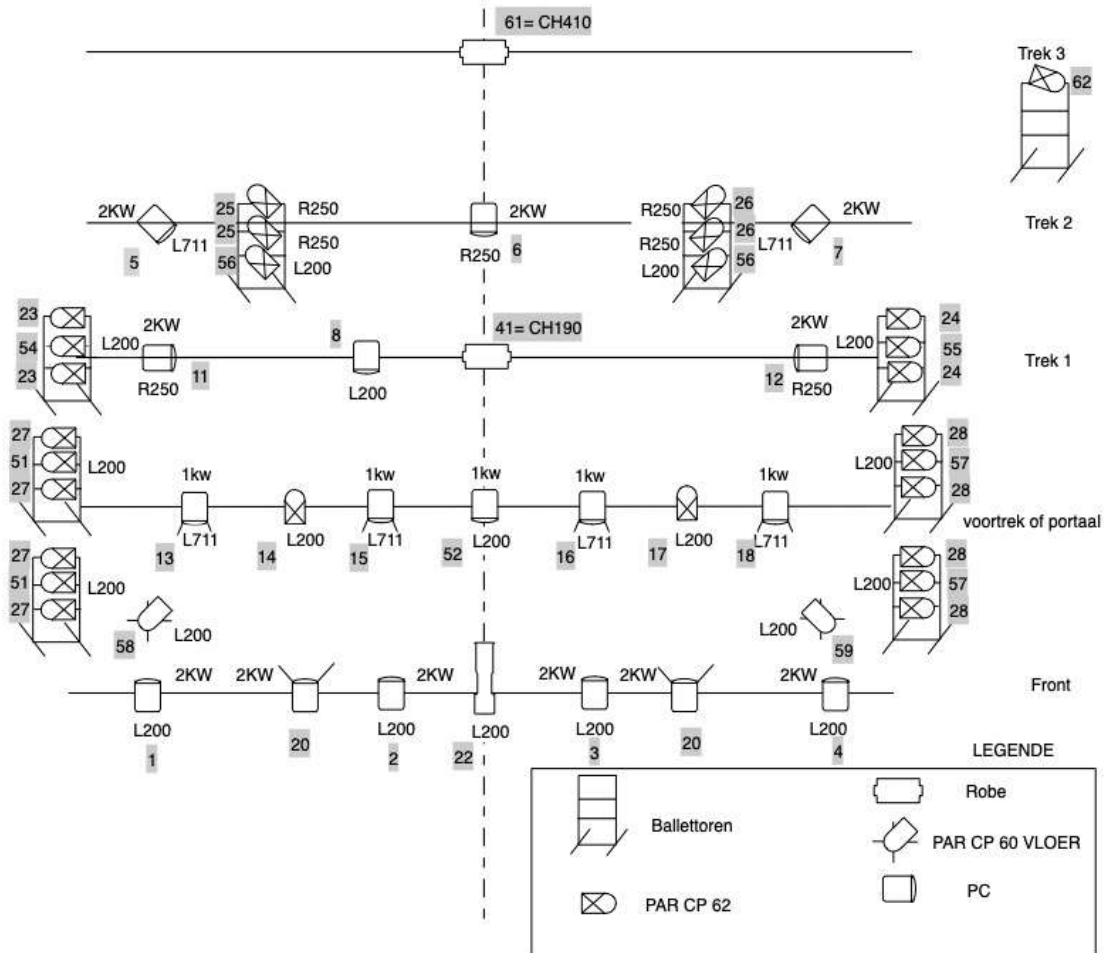 61= CH410
Trek 3
62
2KW
25
R250
2KW
R250
26
2KW
Trek 2
L711
25
R250
R250
26
L711
5
56
L200
R250
6
L200
56
7
23
2KW
8
41= CH190
2KW
24
54
L200
L200
55
Trek 1
23
R250
11
L200
12
R250
24
27
28
51
L200
1kw
1kw
1kw
1kw
1kw
L200
57
27
28
L711
L200
L711
L200
L711
L200
L711
voortrek of portaal
13
14
15
52
16
17
18
27
28
51
L200
L200
57
27
28
58
L200
L200
59
2KW
2KW
2KW
2KW
2KW
2KW
Front
L200
20
L200
L200
L200
20
L200
1
2
22
3
4
LEGENDE
Ballettoren
Robe
PAR CP 60 VLOER
PAR CP 62
PC